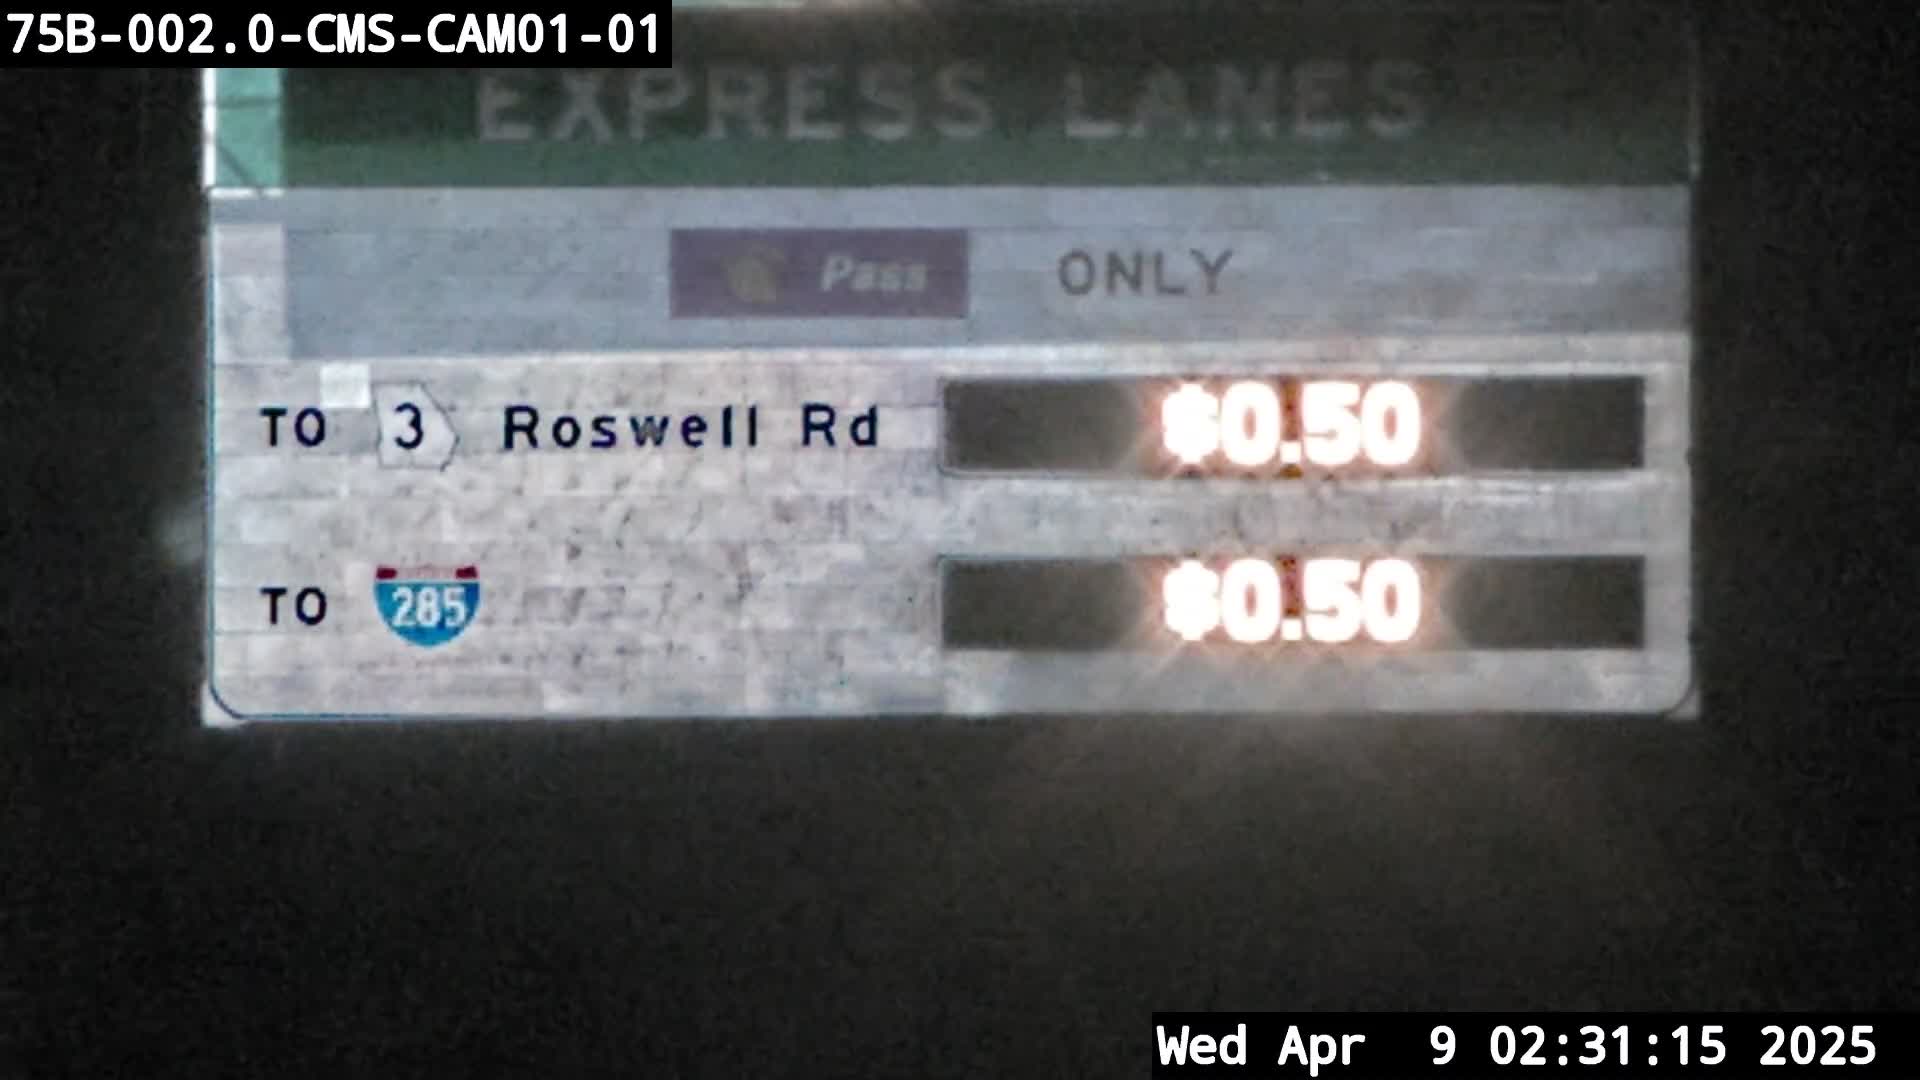 75B-002.0-CMS-CAM01-01
EXPRESS LANES
Pass ONLY
TO 3 Roswell Rd $0.50
TO 285 $0.50
Wed Apr 9 02:31:15 2025